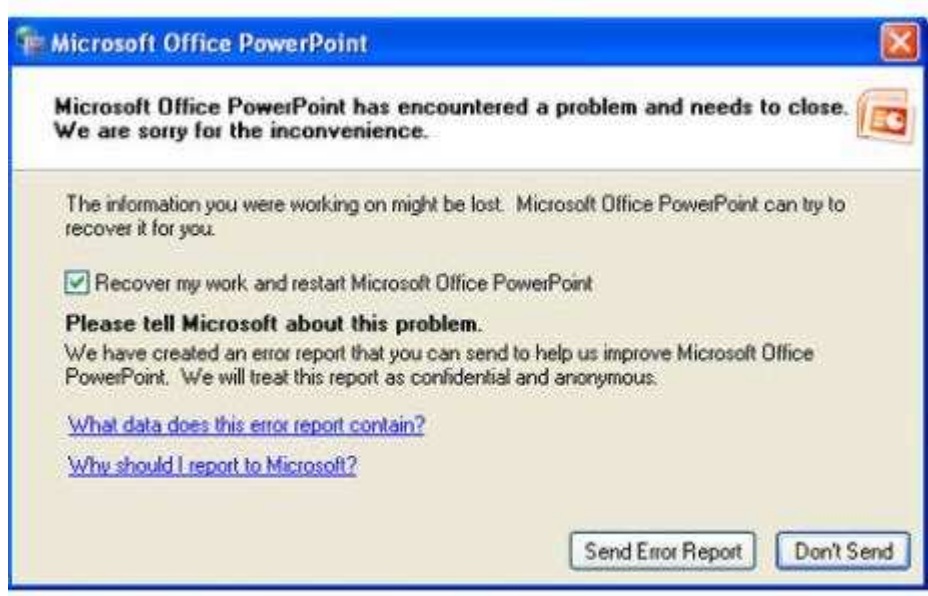 Microsoft Office PowerPoint
Microsoft Office PowerPoint has encountered a problem and needs to close.
We are sorry for the inconvenience.
The information you were working on might be lost. Microsoft Office PowerPoint can try to
recover it for you.
Recover my work and restart Microsoft Office PowerPoint
Please tell Microsoft about this problem.
We have created an error report that you can send to help us improve Microsoft Office
PowerPoint. We will treat this report as confidential and anonymous.
What data does this error report contain?
Why should I report to Microsoft?
Send Error Report Don't Send